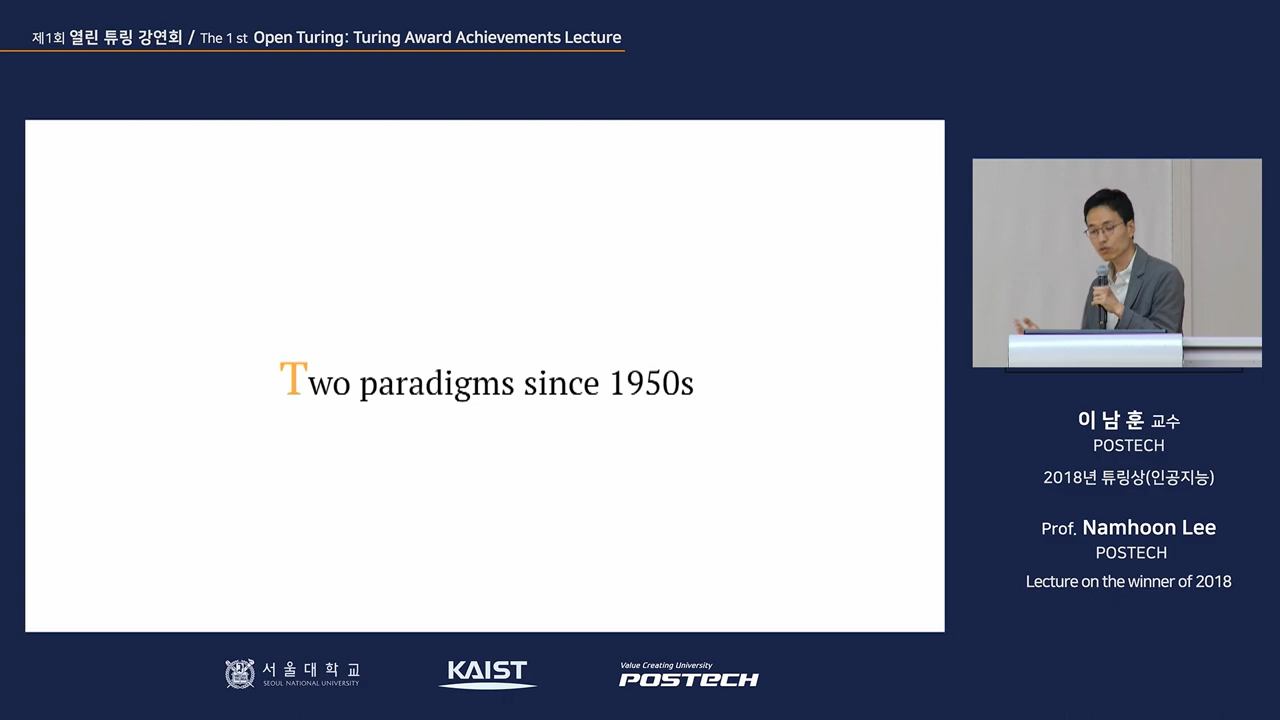 제1회 열린 튜링 강연회 / The 1 st Open Turing: Turing Award Achievements Lecture
Two paradigms since 1950s
이남훈 교수
POSTECH
2018년 튜링상(인공지능)
Prof. Namhoon Lee
POSTECH
Lecture on the winner of 2018
서울대학교
SEOUL NATIONAL UNIVERSITY
KAIST
Value Creating University
POSTECH